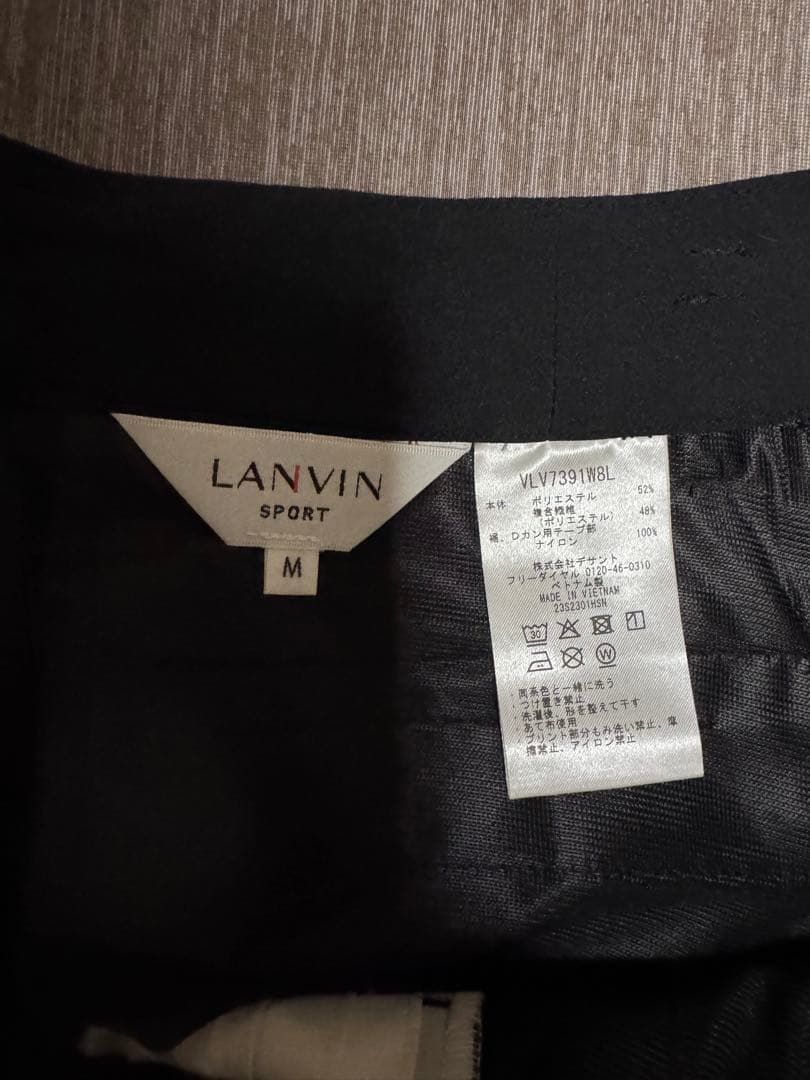 LANVIN
SPORT
M
VLV7391W8L
本体 ポリエステル 52%
複合繊維 48%
(ポリエステル)
縄、Dカン用テープ部 100%
ナイロン
株式会社デサント
フリーダイヤル 0120-46-0310
ベトナム製
MADE IN VIETNAM
23S2301HSN
30
W
・同系色と一緒に洗う
・つけ置き禁止
・洗濯後、形を整えて干す
・あて布使用
・プリント部分もみ洗い禁止、摩
擦禁止、アイロン禁止